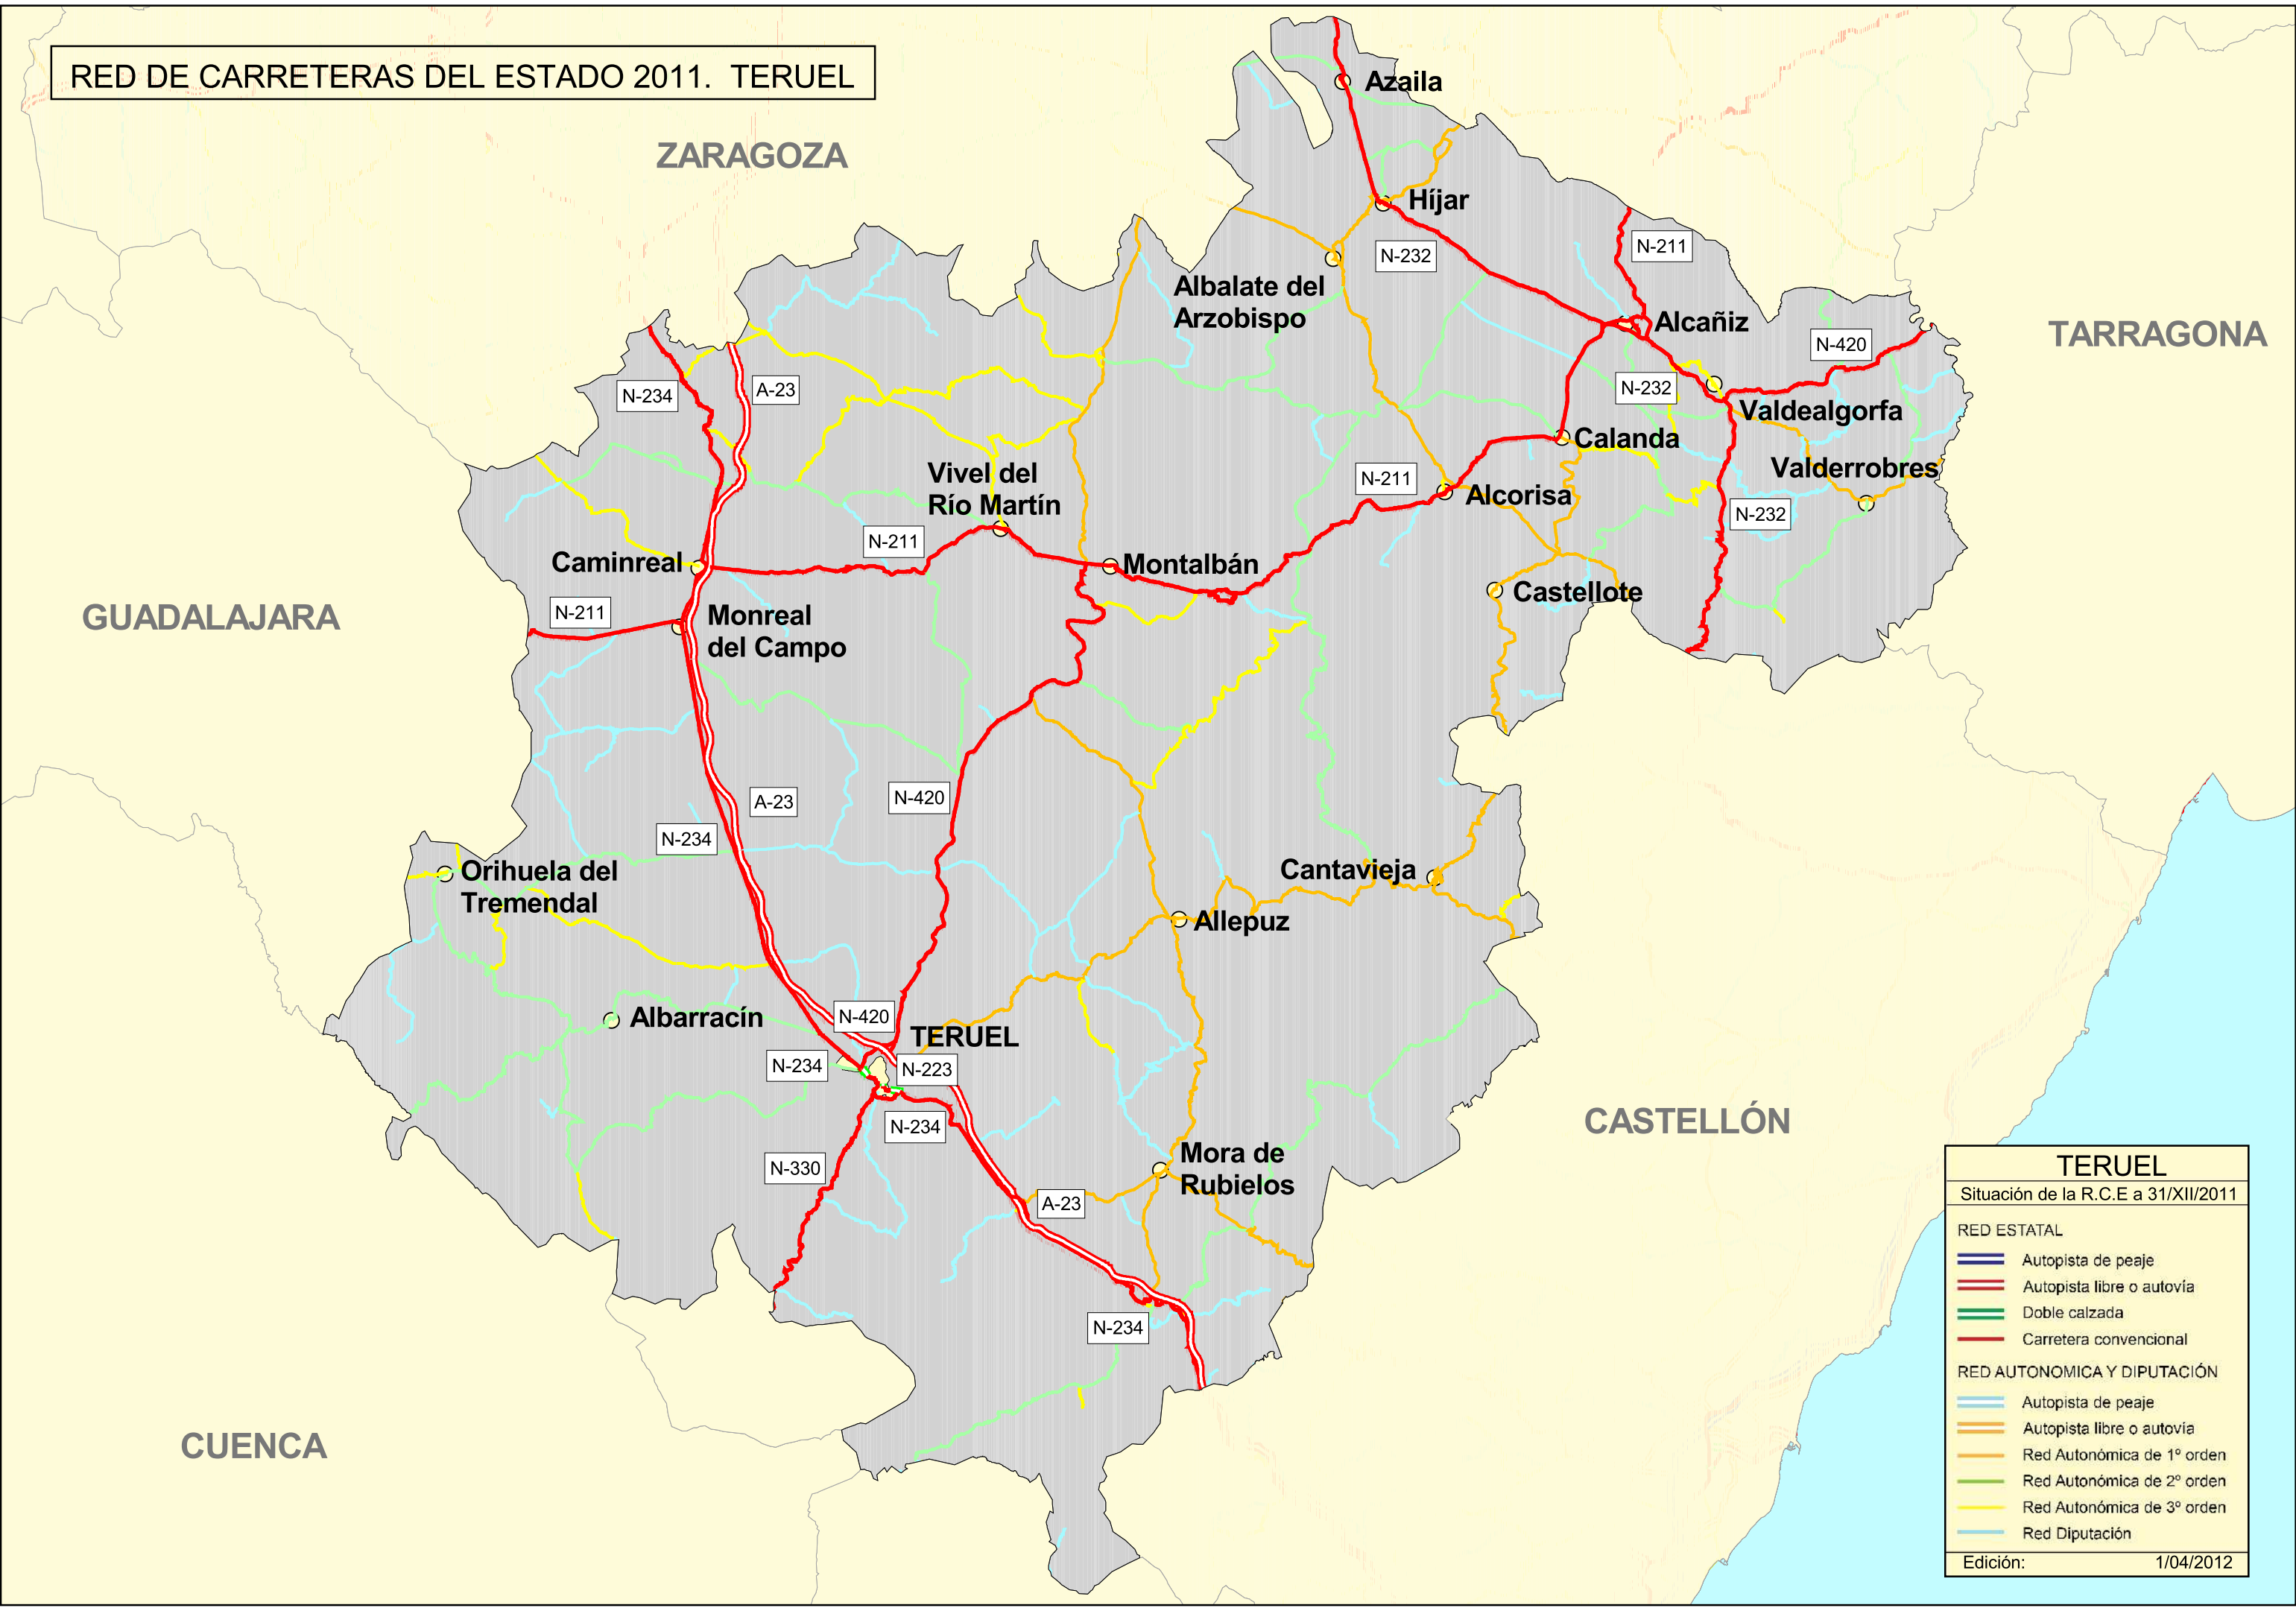 RED DE CARRETERAS DEL ESTADO 2011. TERUEL
Azaila
ZARAGOZA
Híjar
N-211
N-232
Albalate del
Arzobispo
Alcañiz
TARRAGONA
N-420
N-234
A-23
N-232
Valdealgorfa
Calanda
Vivel del
Río Martín
Valderrobres
N-211
Alcorisa
N-232
N-211
Caminreal
Montalbán
Castellote
N-211
GUADALAJARA
Monreal
del Campo
A-23
N-420
N-234
Orihuela del
Tremendal
Cantavieja
Allepuz
Albarracín
N-420
TERUEL
N-234
N-223
N-234
CASTELLÓN
N-330
Mora de
Rubielos
A-23
N-234
CUENCA
TERUEL
Situación de la R.C.E a 31/XII/2011
RED ESTATAL
Autopista de peaje
Autopista libre o autovía
Doble calzada
Carretera convencional
RED AUTONOMICA Y DIPUTACIÓN
Autopista de peaje
Autopista libre o autovía
Red Autonómica de 1º orden
Red Autonómica de 2º orden
Red Autonómica de 3º orden
Red Diputación
Edición: 1/04/2012